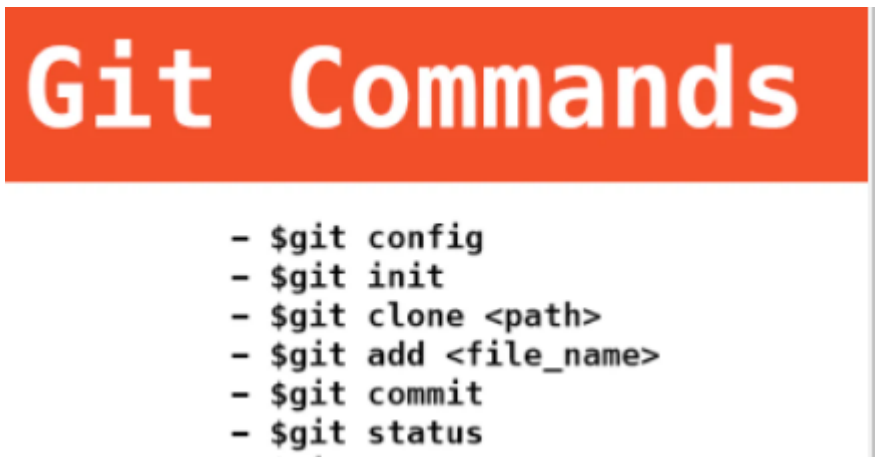 Git Commands
- $git config
- $git init
- $git clone <path>
- $git add <file_name>
- $git commit
- $git status